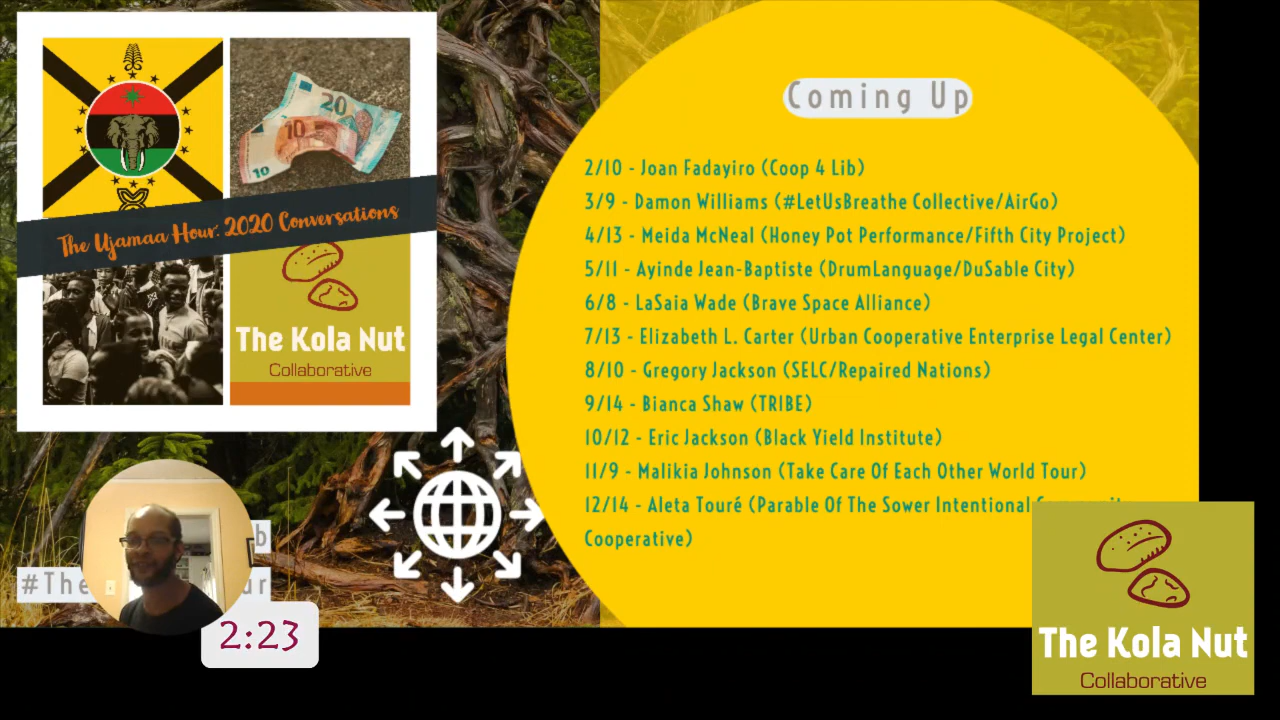 Coming Up
2/10 - Joan Fadayiro (Coop 4 Lib)
3/9 - Damon Williams (#LetUsBreathe Collective/AirGo)
4/13 - Meida McNeal (Honey Pot Performance/Fifth City Project)
5/11 - Ayinde Jean-Baptiste (DrumLanguage/DuSable City)
6/8 - LaSaia Wade (Brave Space Alliance)
7/13 - Elizabeth L. Carter (Urban Cooperative Enterprise Legal Center)
8/10 - Gregory Jackson (SELC/Repaired Nations)
9/14 - Bianca Shaw (TRIBE)
10/12 - Eric Jackson (Black Yield Institute)
11/9 - Malikia Johnson (Take Care Of Each Other World Tour)
12/14 - Aleta Touré (Parable Of The Sower Intentional
Cooperative)
20
10
10
The Ujamaa Hour: 2020 Conversations
The Kola Nut
Collaborative
b
#The ur
2:23
The Kola Nut
Collaborative